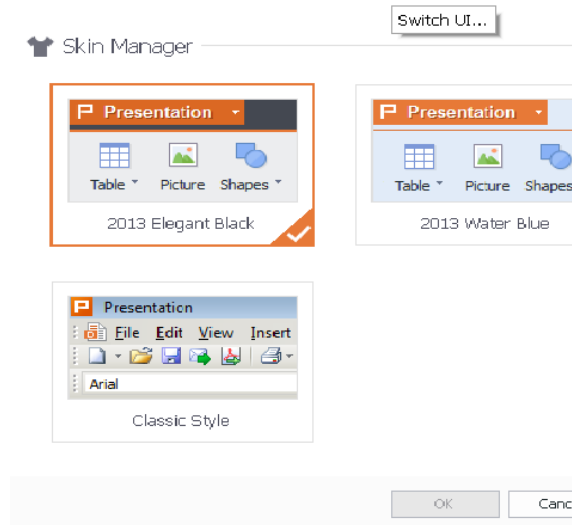 Switch UI...
Skin Manager
Presentation
Table Picture Shapes
2013 Elegant Black
Presentation
Table Picture Shapes
2013 Water Blue
Presentation
File Edit View Insert
Arial
Classic Style
OK
Canc